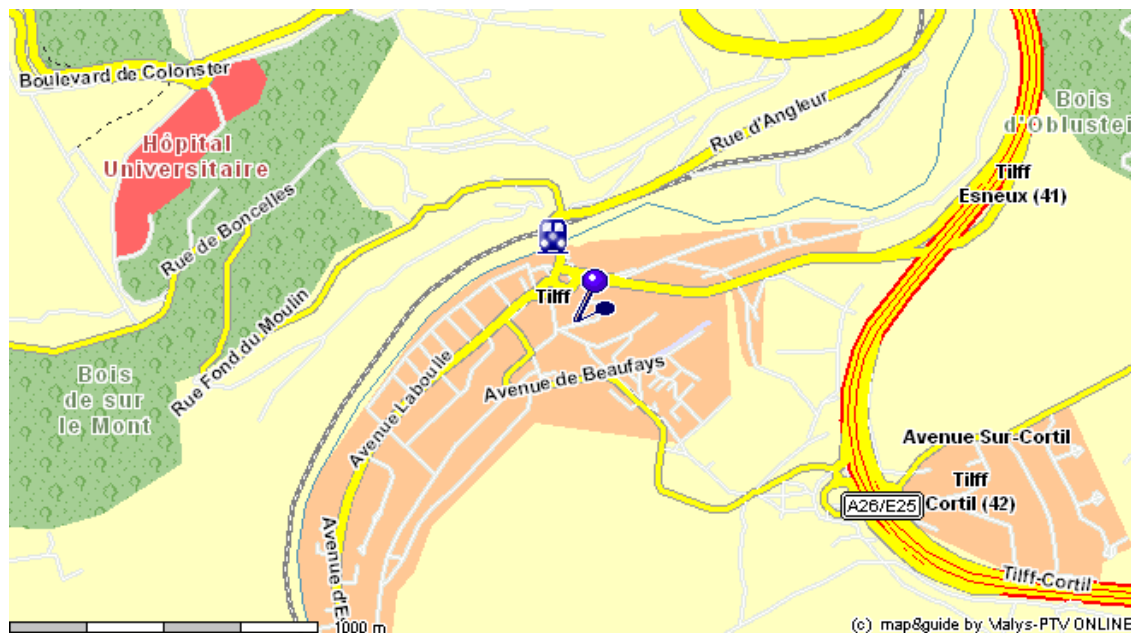 Boulevard de Colonster
Hôpital
Universitaire
Rue de Boncelles
Rue d'Angleur
Bois
d'Oblustei
Tilff
Esneux (41)
Rue Fond du Moulin
Tilff
Bois
de sur
le Mont
Avenue Laboulle
Avenue de Beaufays
Avenue Sur-Cortil
Tilff
Cortil (42)
A26/E25
Avenue d'Es
Tilff-Cortil
1000 m
(c) map&guide by Malys-PTV ONLINE